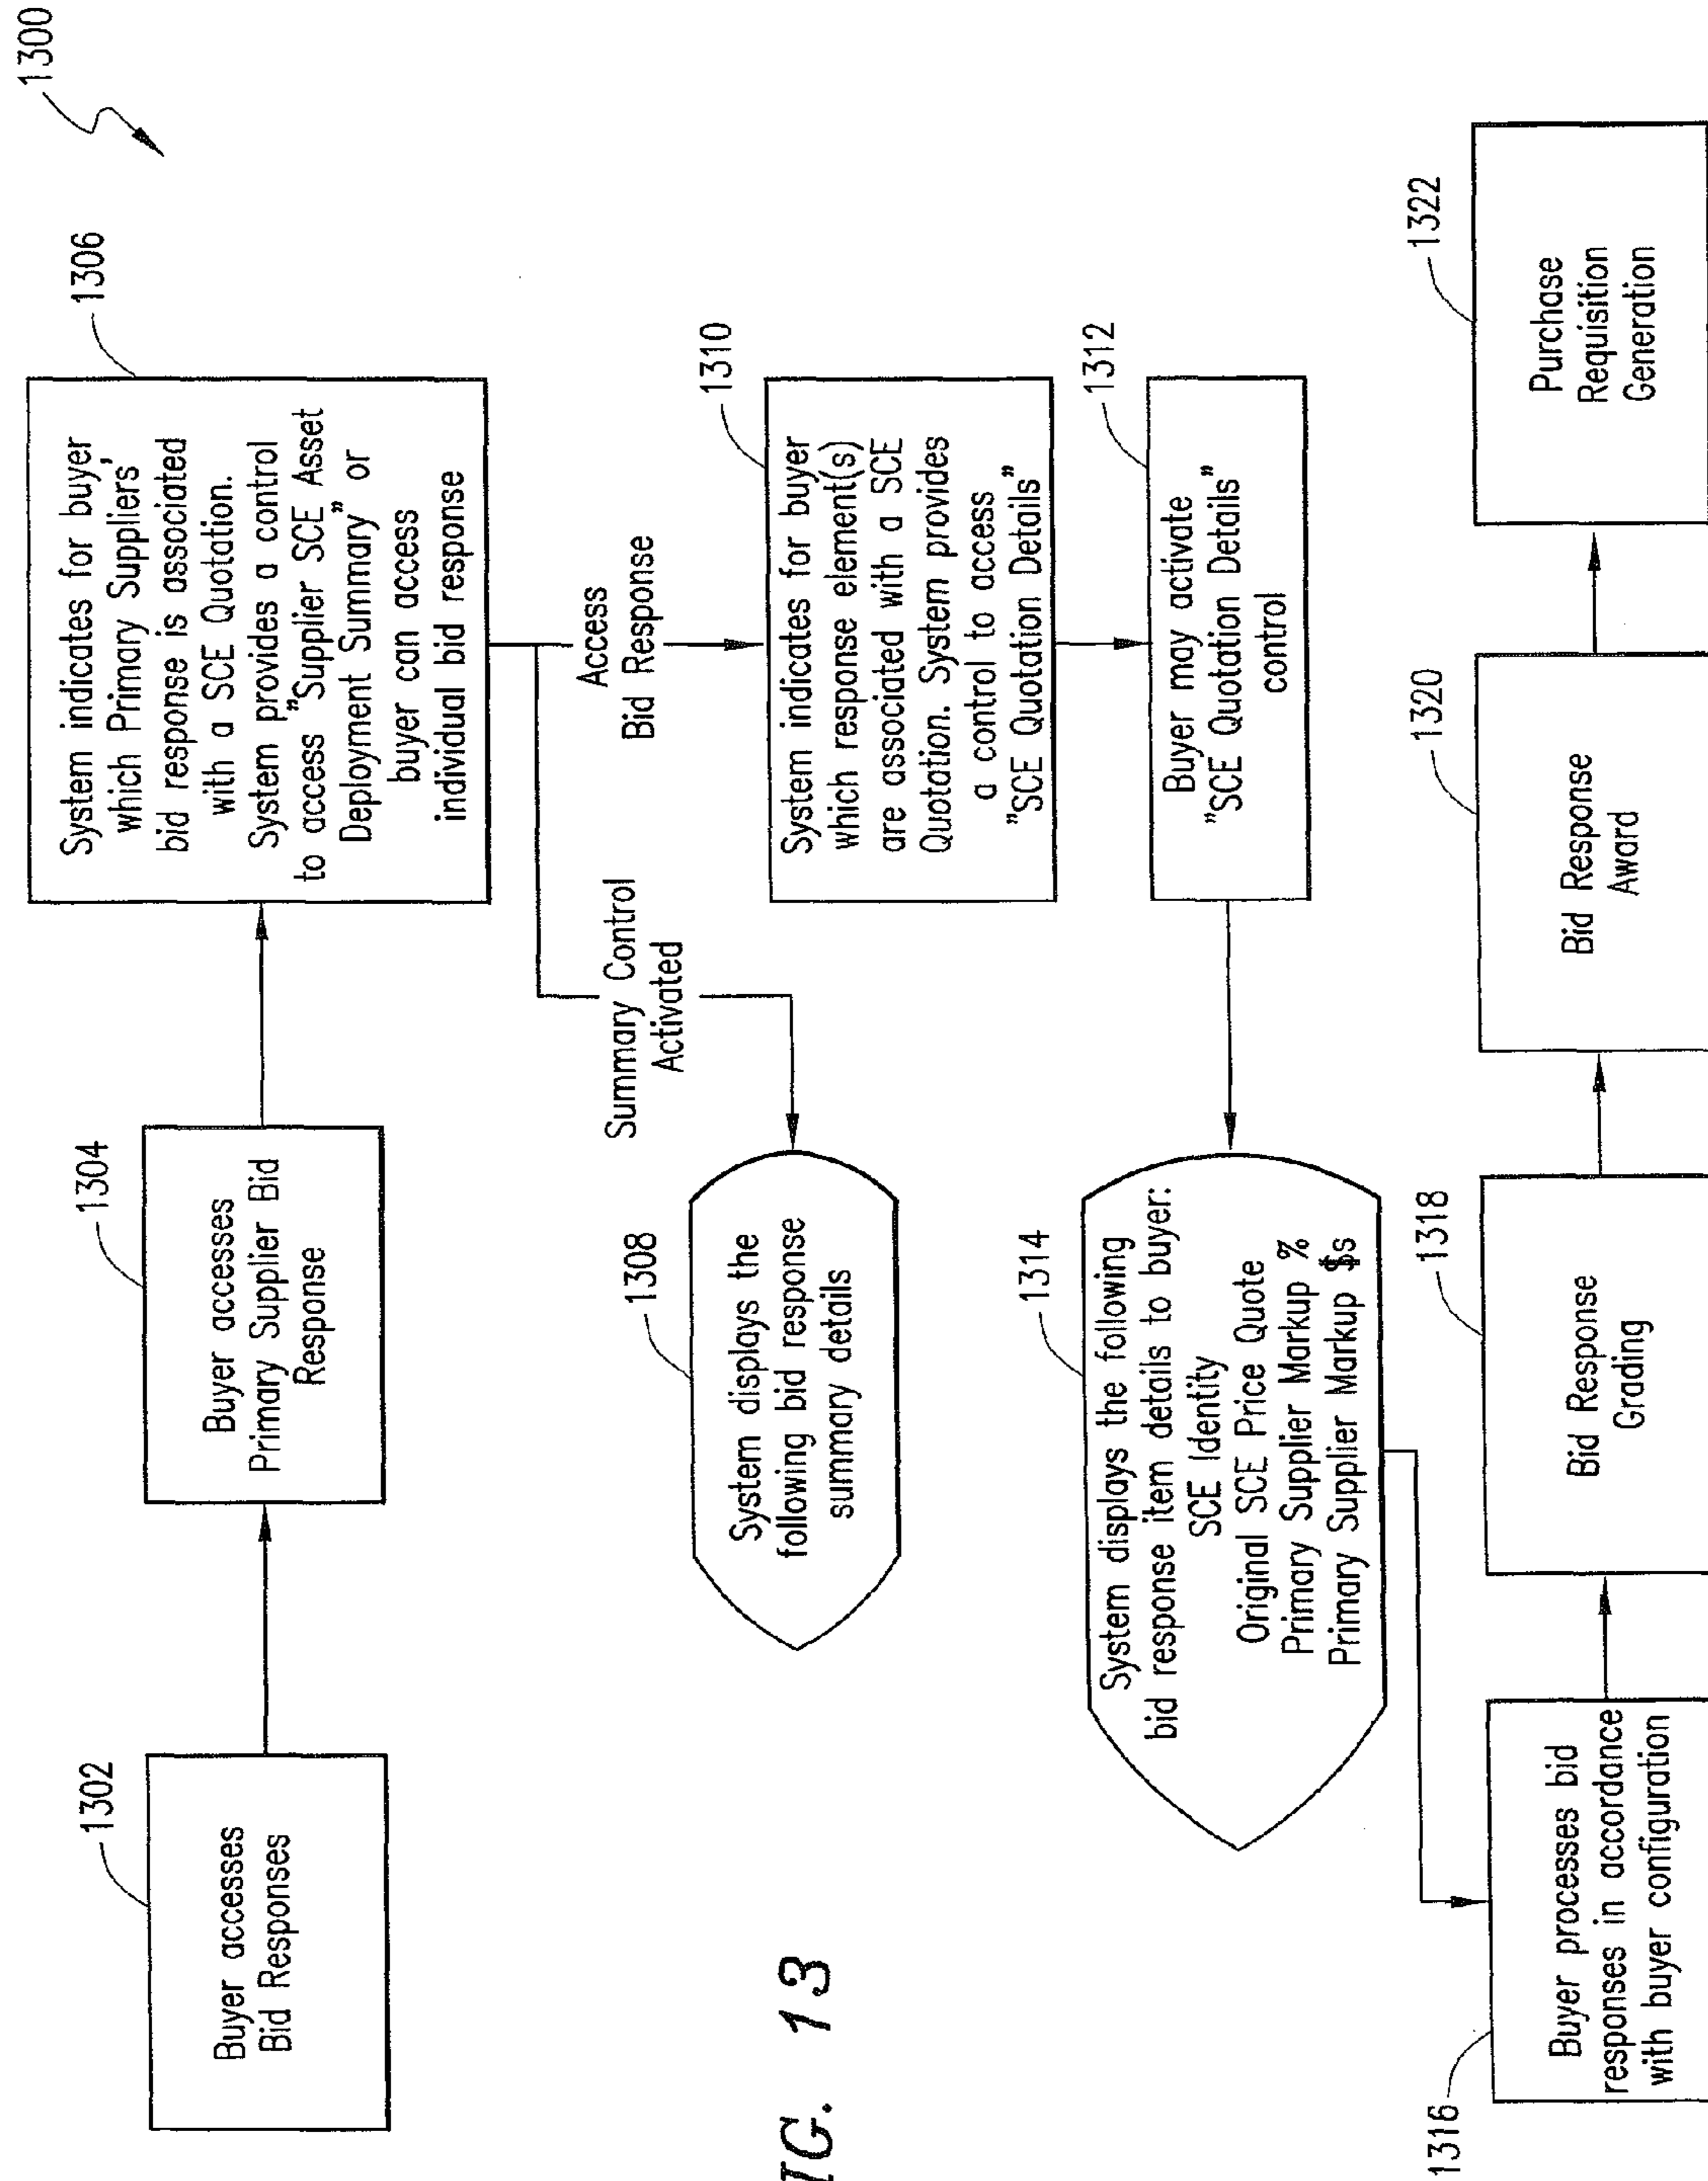 1300
1302
Buyer accesses
Bid Responses
1304
Buyer accesses
Primary Supplier Bid
Response
1306
System indicates for buyer,
which Primary Suppliers'
bid response is associated
with a SCE Quotation.
System provides a control
to access "Supplier SCE Asset
Deployment Summary" or
buyer can access
individual bid response
Summary Control
Activated
Access
Bid Response
1308
System displays the
following bid response
summary details
1310
System indicates for buyer
which response element(s)
are associated with a SCE
Quotation. System provides
a control to access
"SCE Quotation Details"
1312
Buyer may activate
"SCE Quotation Details"
control
1314
System displays the following
bid response item details to buyer:
SCE Identity
Original SCE Price Quote
Primary Supplier Markup %
Primary Supplier Markup $s
1316
Buyer processes bid
responses in accordance
with buyer configuration
1318
Bid Response
Grading
1320
Bid Response
Award
1322
Purchase
Requisition
Generation
IG. 13